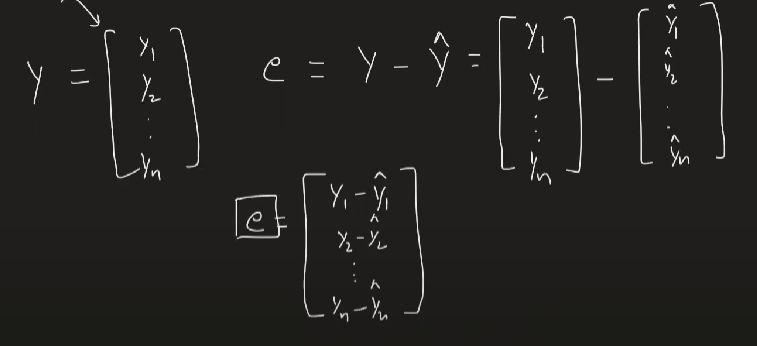 Y = [y₁ y₂ ⋮ yₙ]
e = Y - Ŷ = [y₁ y₂ ⋮ yₙ] - [ŷ₁ ŷ₂ ⋮ ŷₙ]
e = [y₁-ŷ₁ y₂-ŷ₂ ⋮ yₙ-ŷₙ]